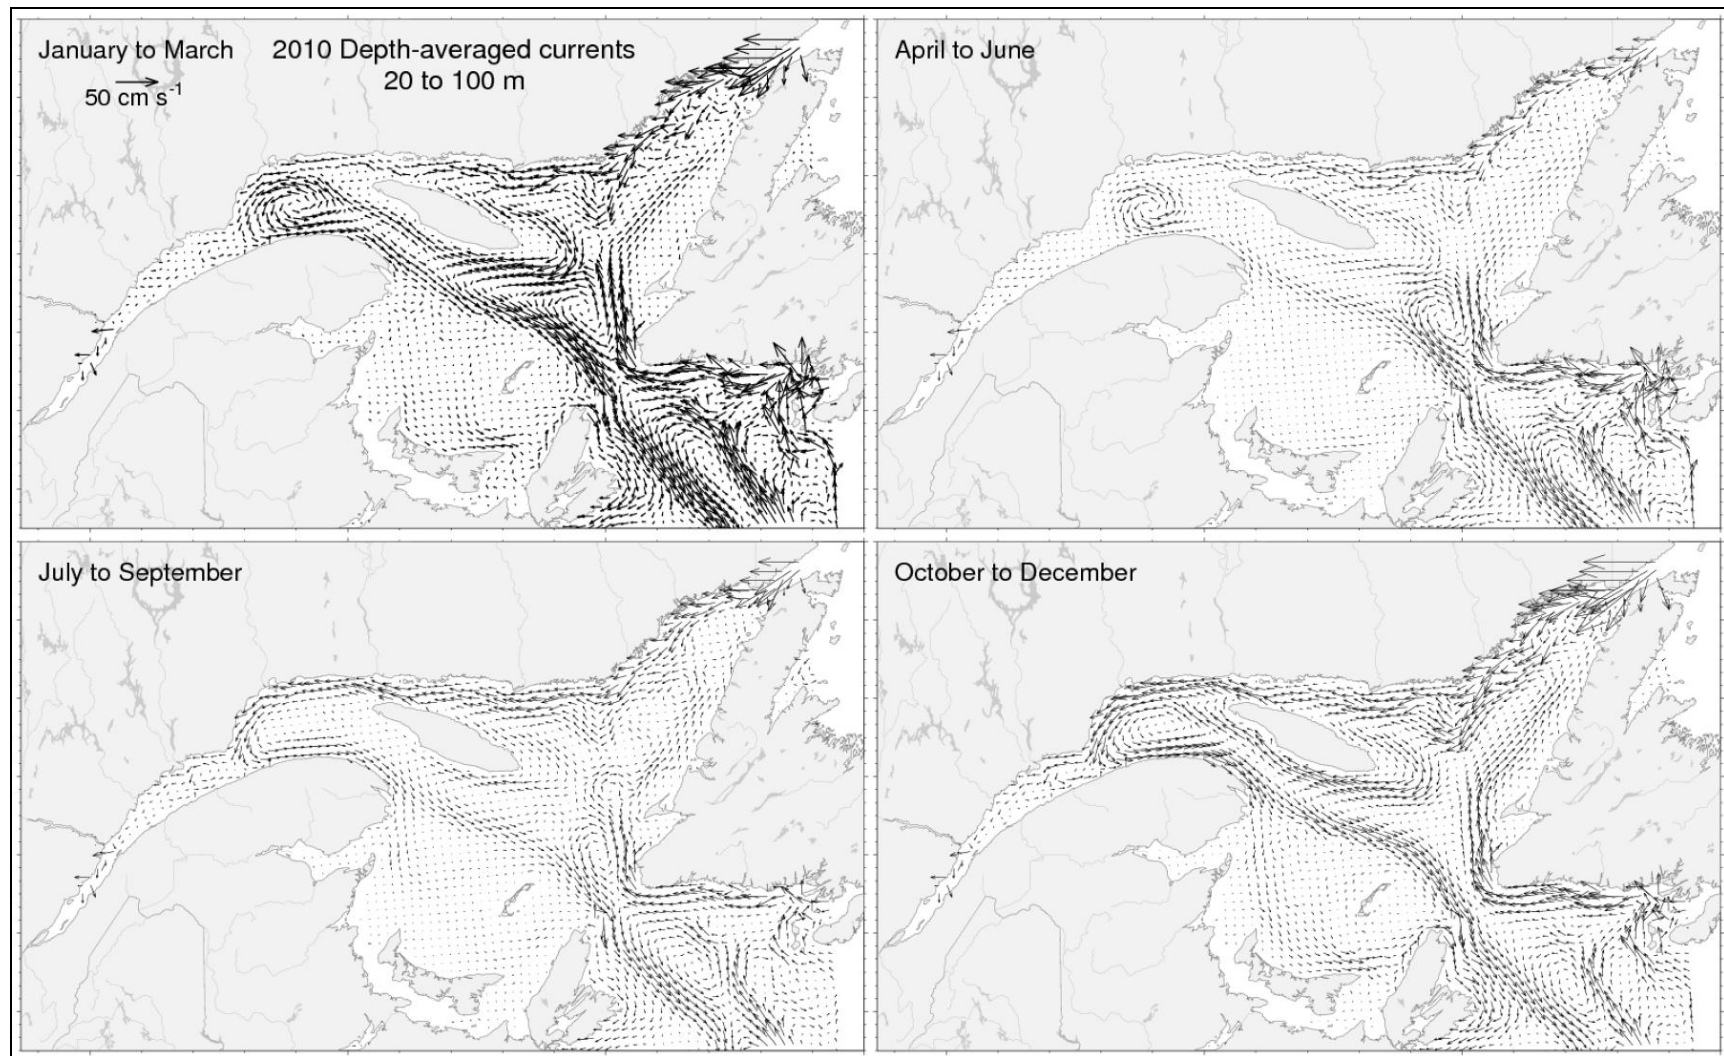 January to March
50 cm s-1
2010 Depth-averaged currents
20 to 100 m
April to June
July to September
October to December